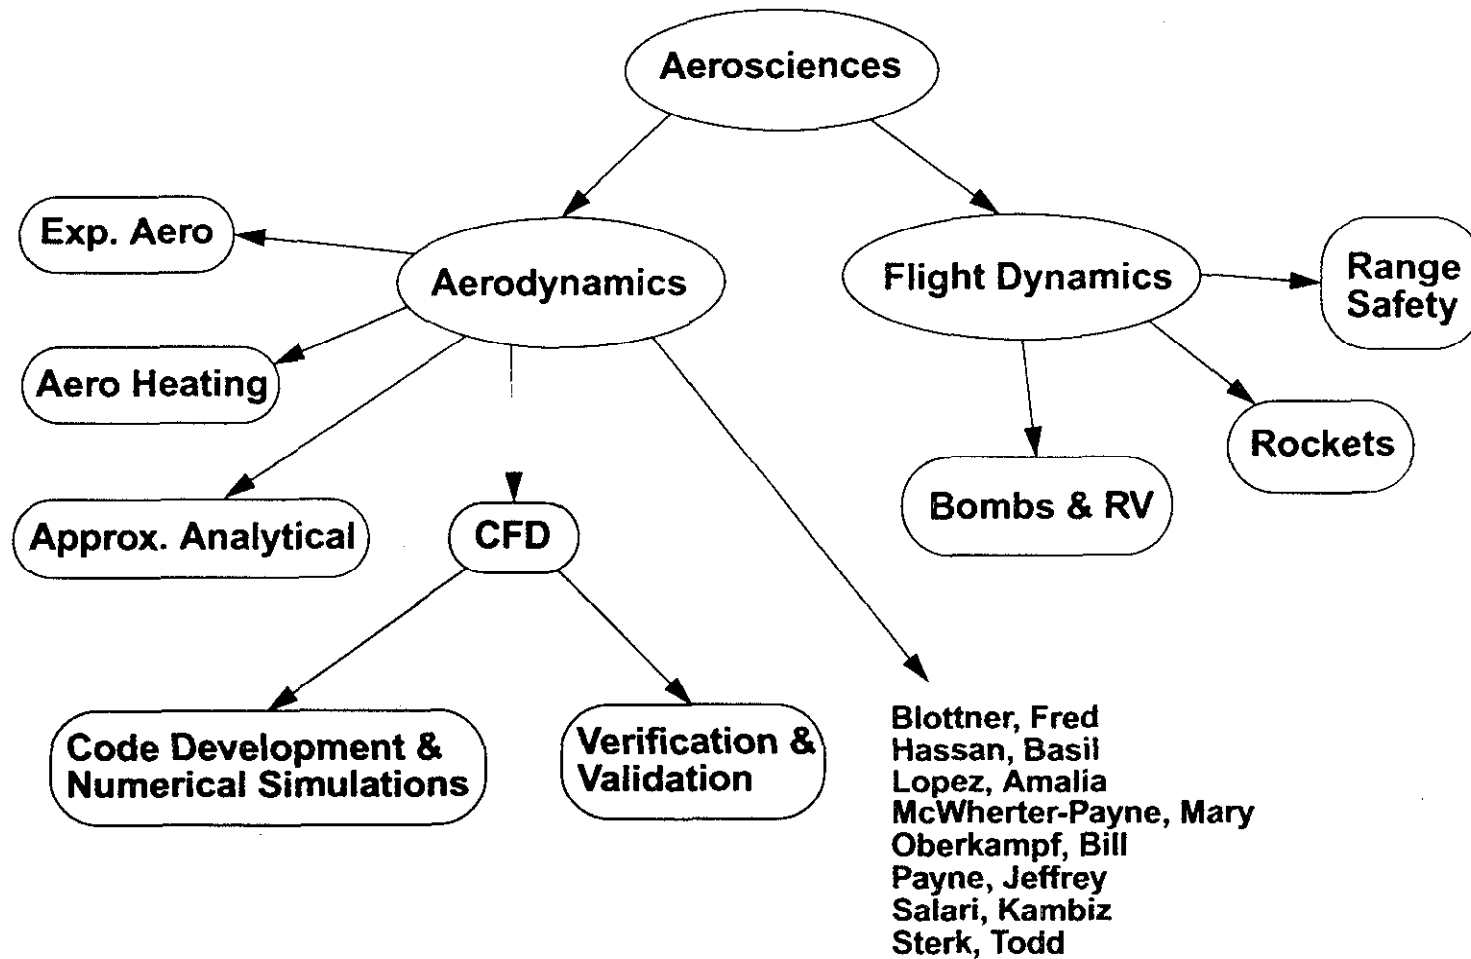 Aerosciences
Exp. Aero
Aerodynamics
Flight Dynamics
Range
Safety
Aero Heating
Rockets
Approx. Analytical
CFD
Bombs & RV
Code Development &
Numerical Simulations
Verification &
Validation
Blottner, Fred
Hassan, Basil
Lopez, Amalia
McWherter-Payne, Mary
Oberkampf, Bill
Payne, Jeffrey
Salari, Kambiz
Sterk, Todd